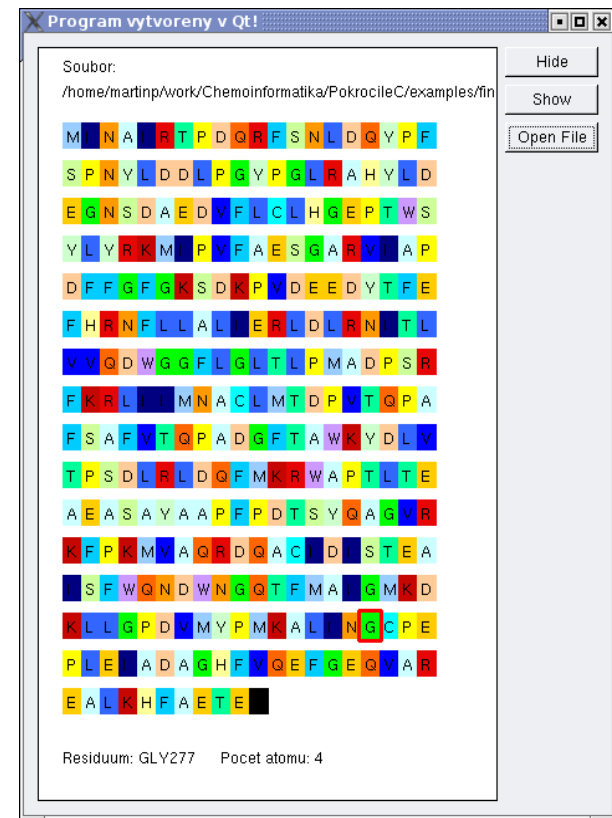 Program vytvoreny v Qt!
Soubor:
/home/martinp/work/Chemoinformatika/PokrocileC/examples/fin
M I N A I R T P D Q R F S N L D Q Y P F
S P N Y L D D L P G Y P G L R A H Y L D
E G N S D A E D V F L C L H G E P T W S
Y L Y R K M I P V F A E S G A R V I A P
D F F G F G K S D K P V D E E D Y T F E
F H R N F L L A L I E R L D L R N I T L
V V Q D W G G F L G L T L P M A D P S R
F K R L I I M N A C L M T D P V T Q P A
F S A F V T Q P A D G F T A W K Y D L V
T P S D L R L D Q F M K R W A P T L T E
A E A S A Y A A P F P D T S Y Q A G V R
K F P K M V A Q R D Q A C I D I S T E A
I S F W Q N D W N G Q T F M A I G M K D
K L L G P D V M Y P M K A L I N G C P E
P L E I A D A G H F V Q E F G E Q V A R
E A L K H F A E T E
Residuum: GLY277 Pocet atomu: 4
Hide
Show
Open File